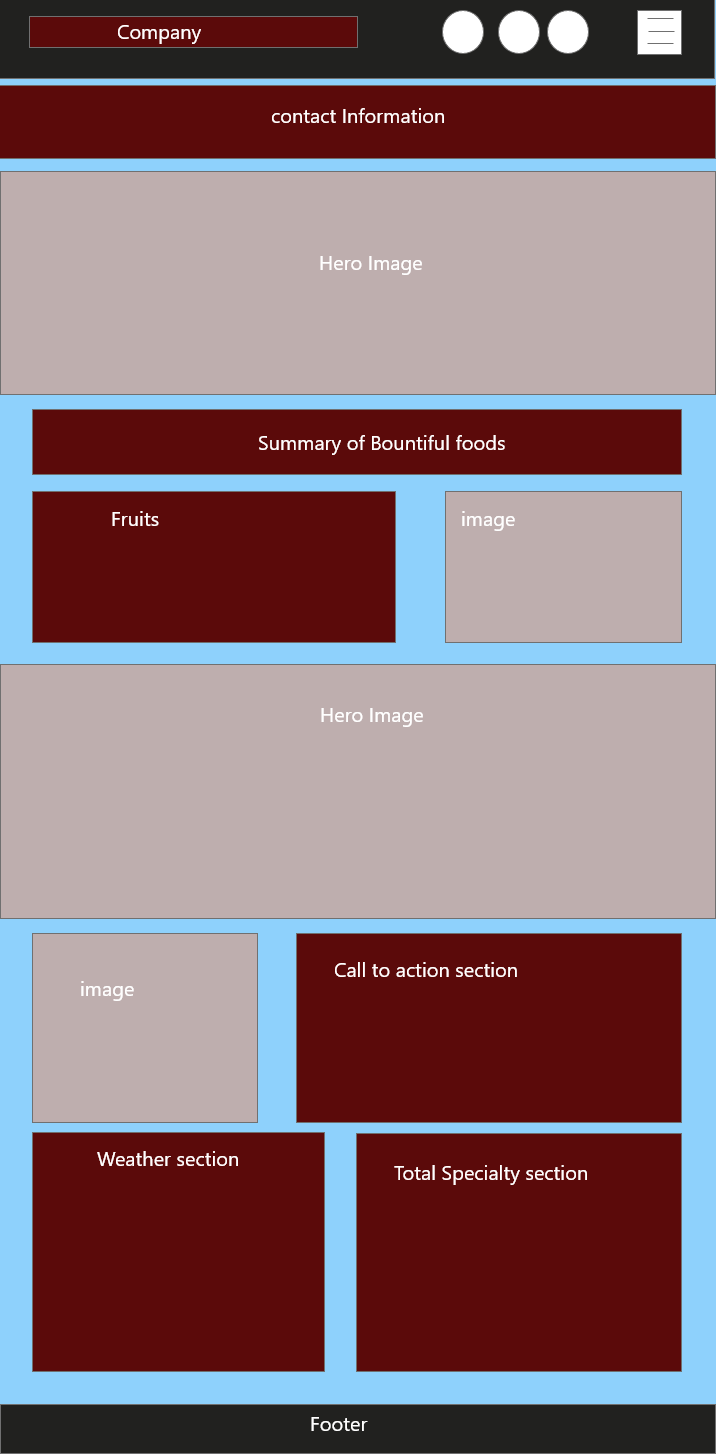 Company
contact Information
Hero Image
Summary of Bountiful foods
Fruits
image
Hero Image
image
Call to action section
Weather section
Total Specialty section
Footer